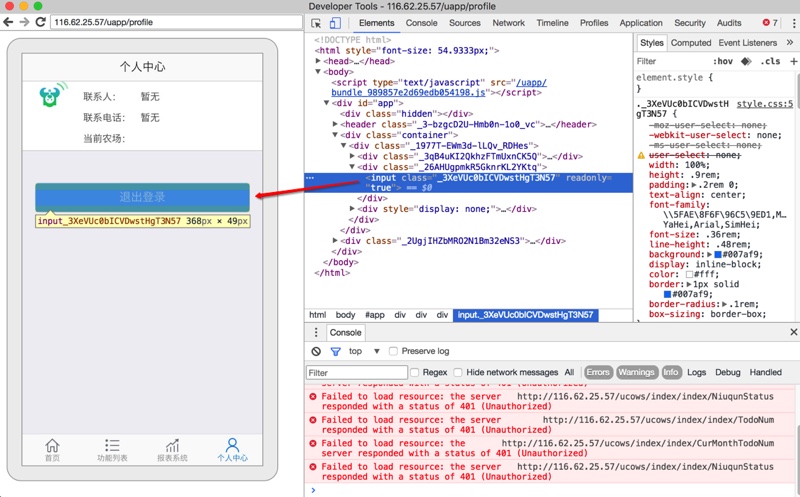 Developer Tools - 116.62.25.57/uapp/profile
116.62.25.57/uapp/profile
个人中心
联系人： 暂无
联系电话： 暂无
当前农场：
退出登录
input._3XeVUc0bICVDwstHgT3N57 368px × 49px
首页
功能列表
报表系统
个人中心
Elements Console Sources Network Timeline Profiles Application Security Audits 7
<!DOCTYPE html>
<html style="font-size: 54.9333px;">
<head>…</head>
<body>
<script type="text/javascript" src="/uapp/
bundle_989857e2d69edb054198.js"></script>
<div id="app">
<div class="hidden"></div>
<header class="_3-bzgcD2U-Hmb0n-1o0_vc">…</header>
<div class="container">
<div class="_1977T-EWm3d-lLQv_RDHes">
<div class="_3qB4uKI2QkhzFTmUxnCK5Q">…</div>
<div class="_26AHUgpmkR5GknrKL2YKtq">
<input class="_3XeVUc0bICVDwstHgT3N57" readonly=
"true"> == $0
</div>
<div style="display: none;">…</div>
</div>
<div class="_2UgjIHZbMRO2N1Bm32eNS3">…</div>
</div>
</div>
</body>
</html>
html body #app div div div input._3XeVUc0bICVDwstHgT3N57
Styles Computed Event Listeners »
Filter :hov .cls +
element.style {
}
._3XeVUc0bICVDwstH style.css:5
gT3N57 {
-moz-user-select: none;
-webkit-user-select: none;
-ms-user-select: none;
user-select: none;
width: 100%;
height: .9rem;
padding: .2rem 0;
text-align: center;
font-family:
\\5FAE\8F6F\96C5\9ED1,M…
YaHei,Arial,SimHei;
font-size: .36rem;
line-height: .48rem;
background: #007af9;
display: inline-block;
color: #fff;
border: 1px solid
#007af9;
border-radius: .1rem;
box-sizing: border-box;
}
Console
top Preserve log
Filter Regex Hide network messages All Errors Warnings Info Logs Debug Handled
server responded with a status of 401 (Unauthorized)
Failed to load resource: the server http://116.62.25.57/ucows/index/index/NiuqunStatus
responded with a status of 401 (Unauthorized)
Failed to load resource: the server http://116.62.25.57/ucows/index/index/TodoNum
responded with a status of 401 (Unauthorized)
Failed to load resource: the http://116.62.25.57/ucows/index/index/CurMonthTodoNum
server responded with a status of 401 (Unauthorized)
Failed to load resource: the server http://116.62.25.57/ucows/index/index/NiuqunStatus
responded with a status of 401 (Unauthorized)